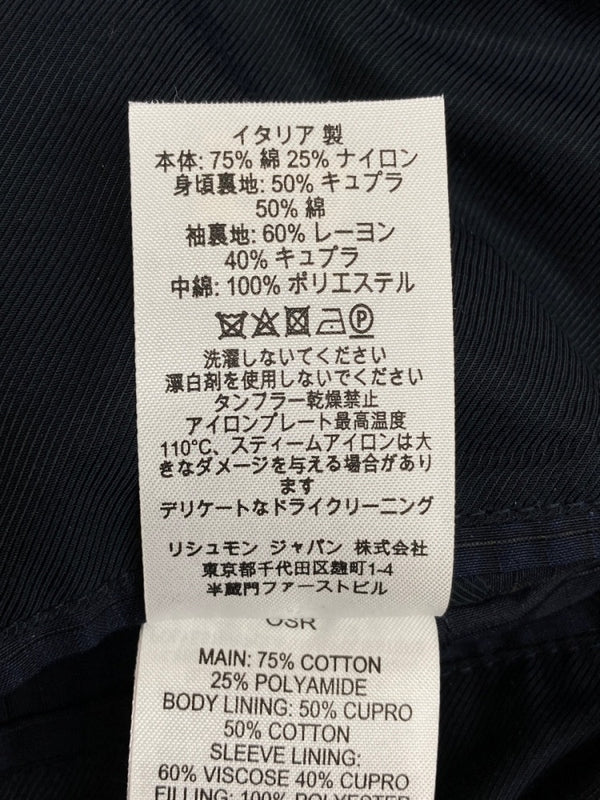 イタリア 製
本体: 75% 綿 25% ナイロン
身頃裏地: 50% キュプラ
50% 綿
袖裏地: 60% レーヨン
40% キュプラ
中綿: 100% ポリエステル
P
洗濯しないてください
漂白剤を使用しないでください
タンブラー乾燥禁止
アイロンプレート最高温度
110°C、スティームアイロンは大
きなダメージを与える場合があり
ます
デリケートなドライクリーニング
リシュモン ジャパン 株式会社
東京都千代田区麹町1-4
半蔵門ファーストビル
MAIN: 75% COTTON
25% POLYAMIDE
BODY LINING: 50% CUPRO
50% COTTON
SLEEVE LINING:
60% VISCOSE 40% CUPRO
FILLING: 100% POLYESTER